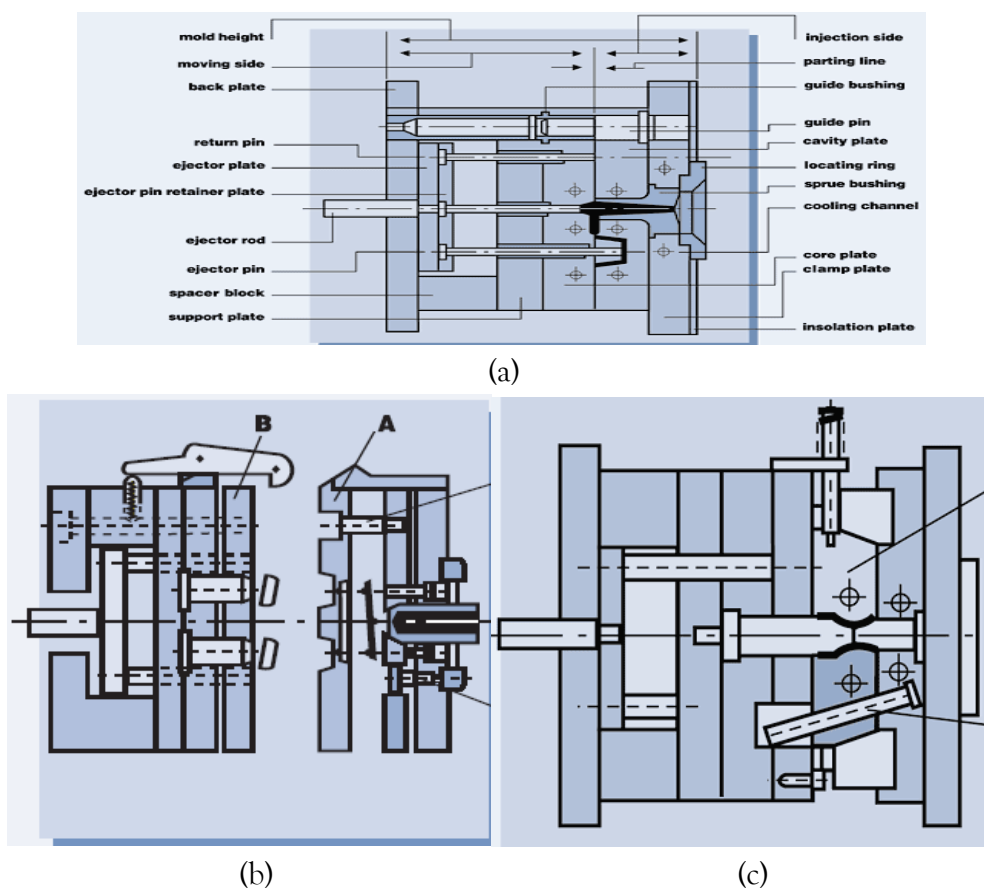 mold height
injection side
moving side
parting line
back plate
guide bushing
guide pin
return pin
cavity plate
ejector plate
locating ring
ejector pin retainer plate
sprue bushing
cooling channel
ejector rod
core plate
ejector pin
clamp plate
spacer block
support plate
insolation plate
(a)
B
A
(b)
(c)